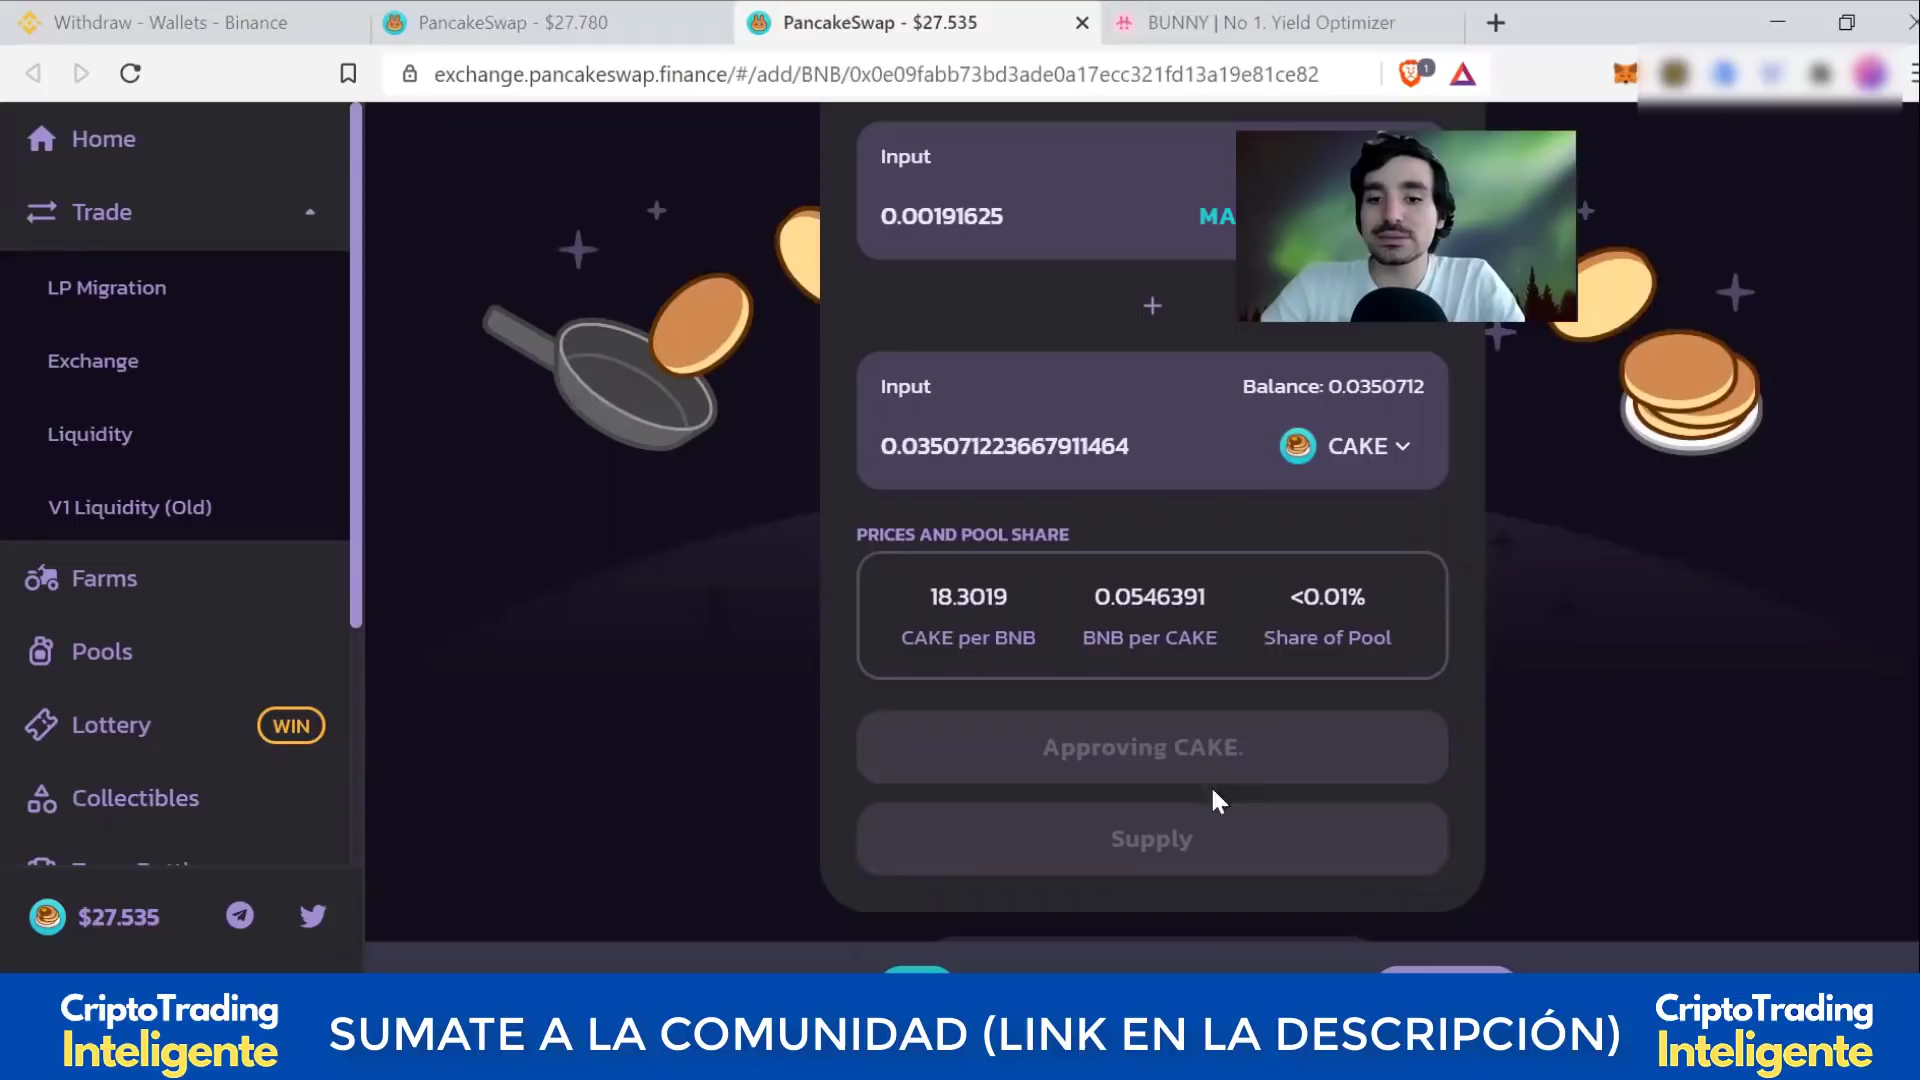 Withdraw - Wallets - Binance
PancakeSwap - $27.780
PancakeSwap - $27.535
BUNNY | No 1. Yield Optimizer
exchange.pancakeswap.finance/#/add/BNB/0x0e09fabb73bd3ade0a17ecc321fd13a19e81ce82
1
Home
Trade
LP Migration
Exchange
Liquidity
V1 Liquidity (Old)
Farms
Pools
Lottery
WIN
Collectibles
$27.535
Input
0.00191625
MA
Input
Balance: 0.0350712
0.035071223667911464
CAKE
PRICES AND POOL SHARE
18.3019
0.0546391
<0.01%
CAKE per BNB
BNB per CAKE
Share of Pool
Approving CAKE.
Supply
CriptoTrading
Inteligente
SUMATE A LA COMUNIDAD (LINK EN LA DESCRIPCIÓN)
CriptoTrading
Inteligente